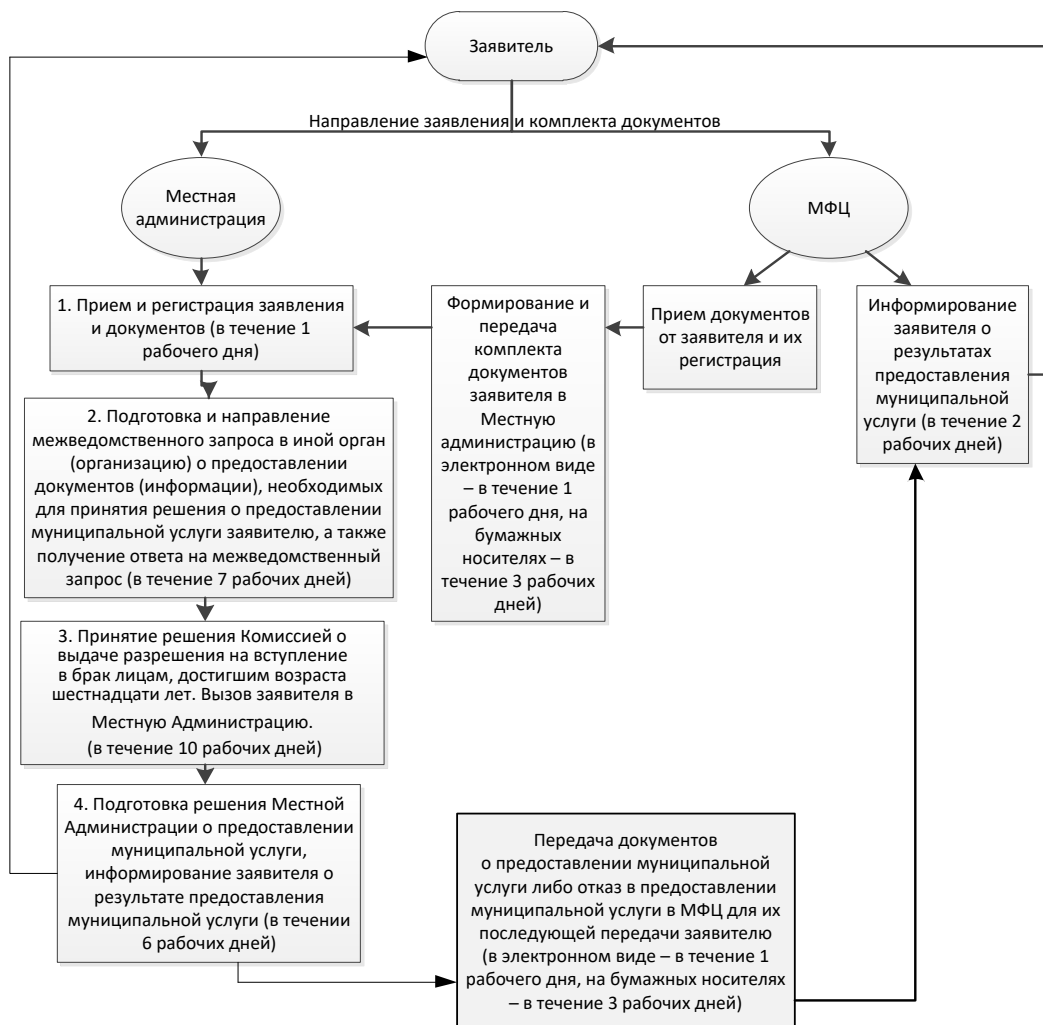 Заявитель
Направление заявления и комплекта документов
Местная
администрация
МФЦ
1. Прием и регистрация заявления
и документов (в течение 1
рабочего дня)
Формирование и
передача
комплекта
документов
заявителя в
Местную
администрацию (в
электронном виде
– в течение 1
рабочего дня, на
бумажных
носителях – в
течение 3 рабочих
дней)
Прием документов
от заявителя и их
регистрация
Информирование
заявителя о
результатах
предоставления
муниципальной
услуги (в течение 2
рабочих дней)
2. Подготовка и направление
межведомственного запроса в иной орган
(организацию) о предоставлении
документов (информации), необходимых
для принятия решения о предоставлении
муниципальной услуги заявителю, а также
получение ответа на межведомственный
запрос (в течение 7 рабочих дней)
3. Принятие решения Комиссией о
выдаче разрешения на вступление
в брак лицам, достигшим возраста
шестнадцати лет. Вызов заявителя в
Местную Администрацию.
(в течение 10 рабочих дней)
4. Подготовка решения Местной
Администрации о предоставлении
муниципальной услуги,
информирование заявителя о
результате предоставления
муниципальной услуги (в течении
6 рабочих дней)
Передача документов
о предоставлении муниципальной
услуги либо отказ в предоставлении
муниципальной услуги в МФЦ для их
последующей передачи заявителю
(в электронном виде – в течение 1
рабочего дня, на бумажных носителях
– в течение 3 рабочих дней)